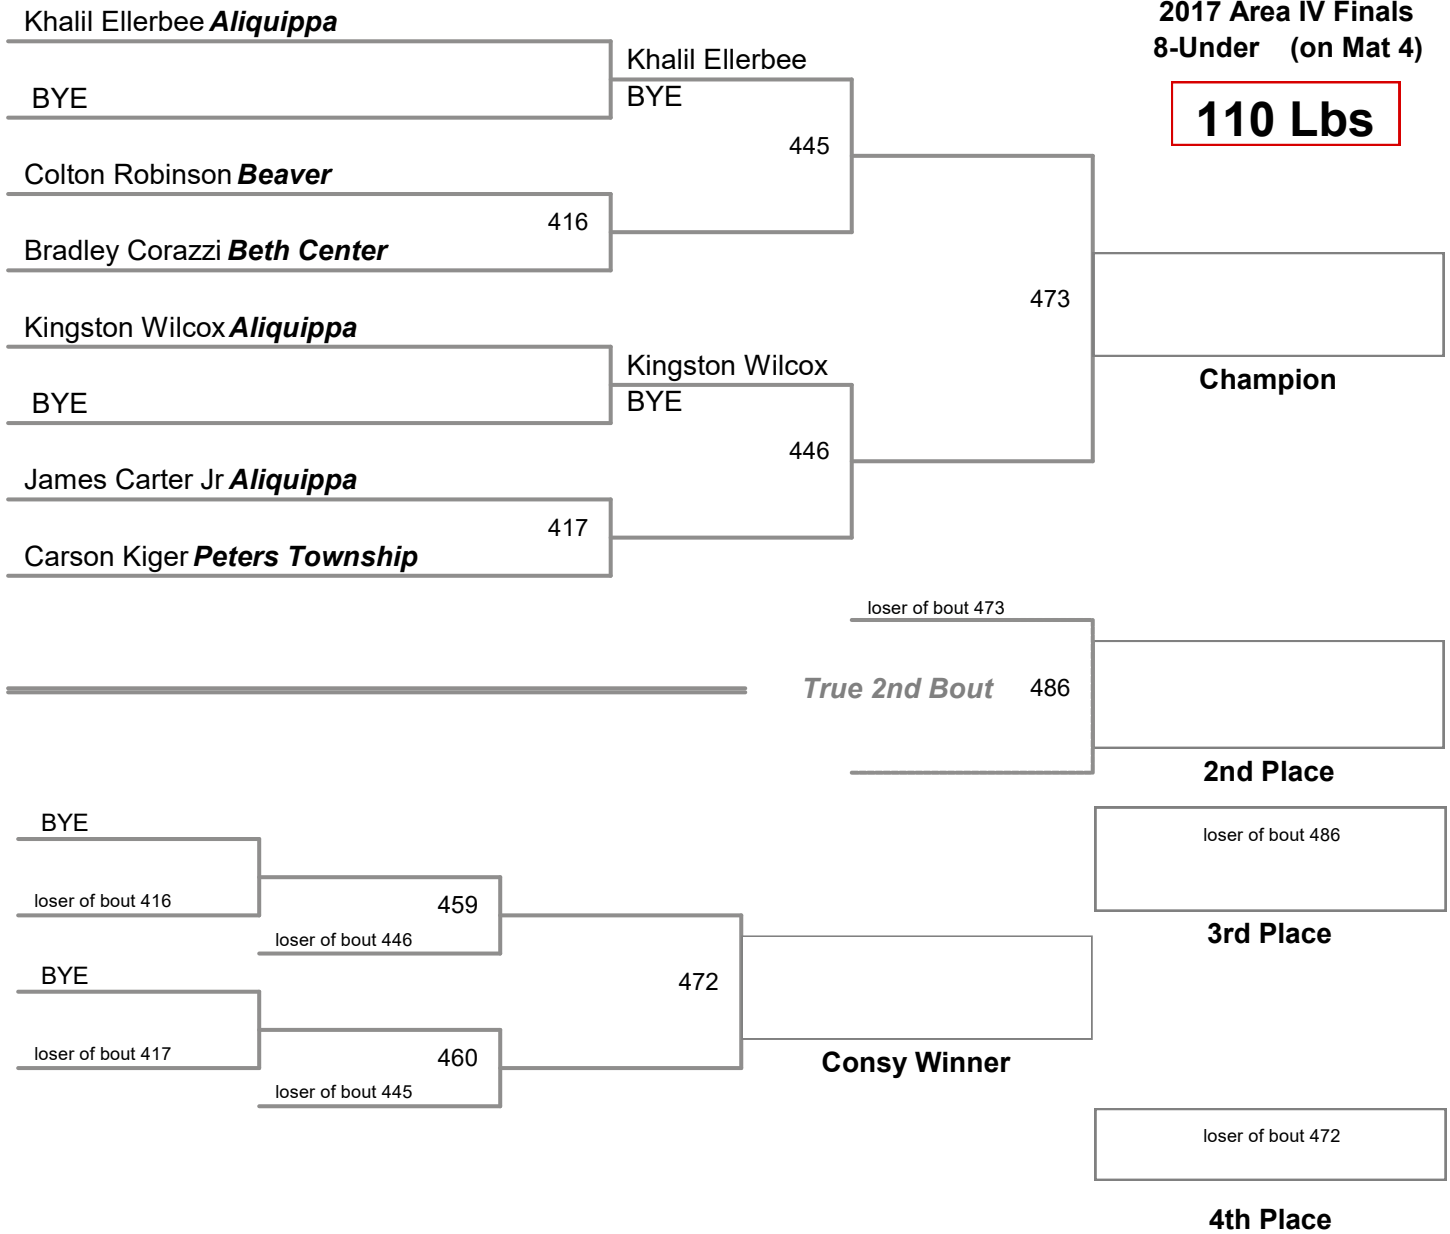 2017 Area IV Finals
8-Under (on Mat 4)
110 Lbs
Khalil Ellerbee Aliquippa
BYE
Khalil Ellerbee
BYE
445
Colton Robinson Beaver
416
Bradley Corazzi Beth Center
473
Champion
Kingston Wilcox Aliquippa
BYE
Kingston Wilcox
BYE
446
James Carter Jr Aliquippa
417
Carson Kiger Peters Township
loser of bout 473
True 2nd Bout 486
2nd Place
BYE
loser of bout 416
459
loser of bout 446
BYE
loser of bout 417
460
loser of bout 445
472
Consy Winner
loser of bout 486
3rd Place
loser of bout 472
4th Place